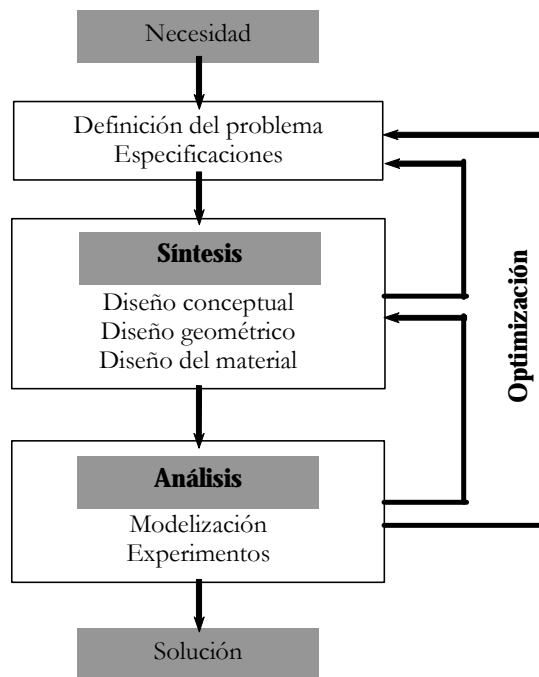 Necesidad
Definición del problema
Especificaciones
Síntesis
Diseño conceptual
Diseño geométrico
Diseño del material
Análisis
Modelización
Experimentos
Solución
Optimización